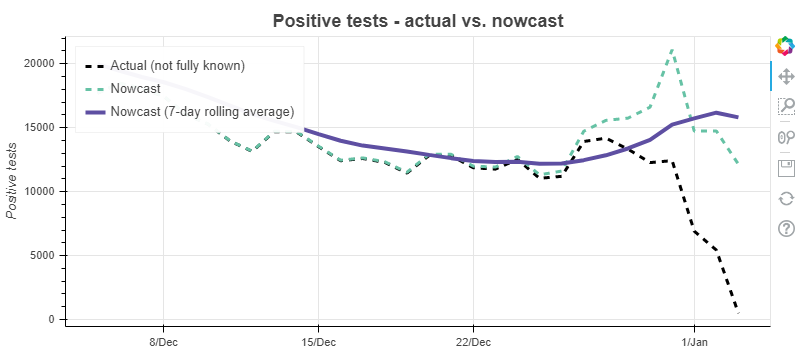 Positive tests - actual vs. nowcast
Actual (not fully known)
Nowcast
Nowcast (7-day rolling average)
Positive tests
20000
15000
10000
5000
0
8/Dec
15/Dec
22/Dec
1/Jan